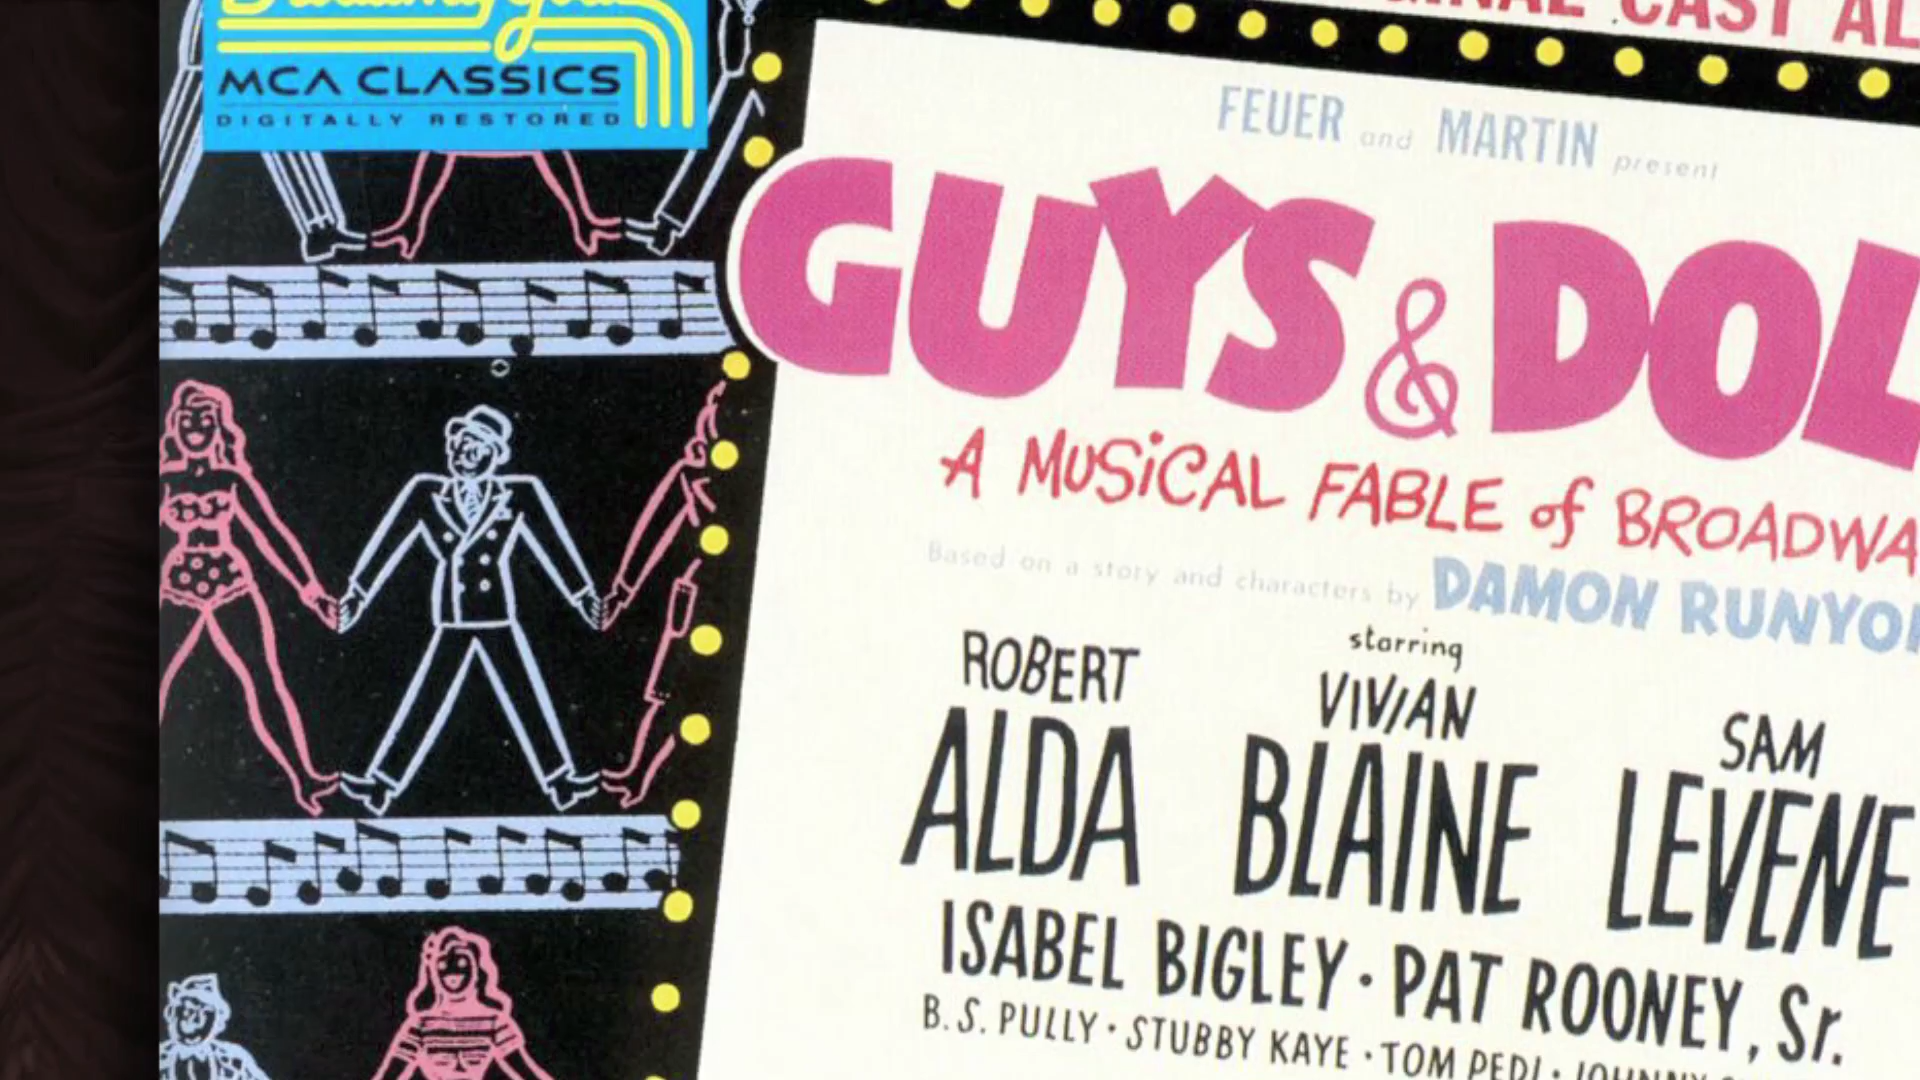 MCA CLASSICS
DIGITALLY RESTORED
CAST
FEUER and MARTIN present
GUYS & DOL
A MUSICAL FABLE of BROADWA
Based on a story and characters by DAMON RUNYO
starring
ROBERT ALDA
VIVIAN BLAINE
SAM LEVENE
ISABEL BIGLEY · PAT ROONEY, Sr.
B.S. PULLY · STUBBY KAYE · TOM PEDI ·